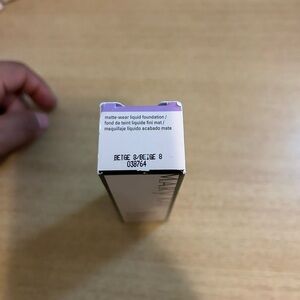 matte-wear liquid foundation /
fond de teint liquide fini mat /
maquillaje líquido acabado mate
BEIGE 8/BEIGE 8
038764